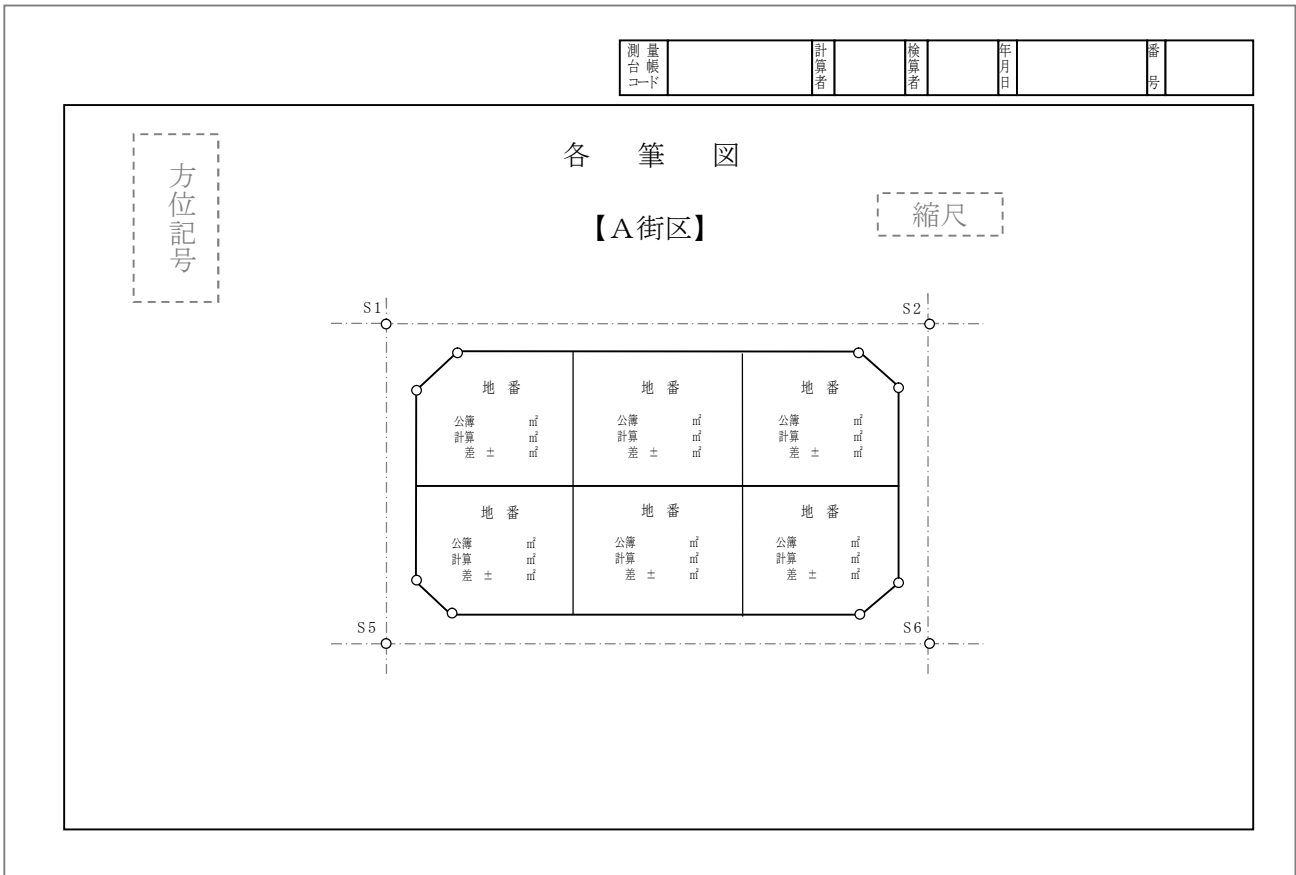 測量台帳コード 計算者 検算者 年月日 番号
各筆図
方位記号
【A街区】
縮尺
S1
S2
地番 地番 地番
公簿 ㎡ 公簿 ㎡ 公簿 ㎡
計算 ㎡ 計算 ㎡ 計算 ㎡
差 ± ㎡ 差 ± ㎡ 差 ± ㎡
地番 地番 地番
公簿 ㎡ 公簿 ㎡ 公簿 ㎡
計算 ㎡ 計算 ㎡ 計算 ㎡
差 ± ㎡ 差 ± ㎡ 差 ± ㎡
S5
S6